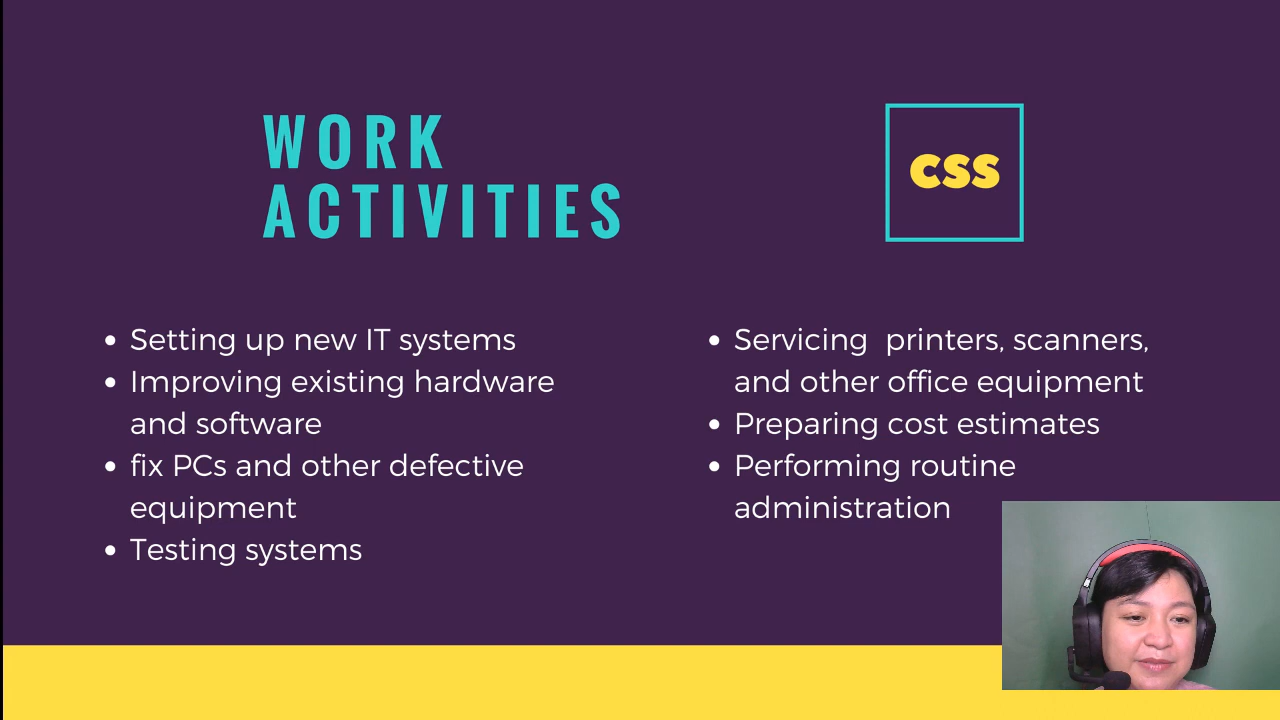 WORK
ACTIVITIES
CSS
• Setting up new IT systems
• Improving existing hardware
and software
• fix PCs and other defective
equipment
• Testing systems
• Servicing  printers, scanners,
and other office equipment
• Preparing cost estimates
• Performing routine
administration